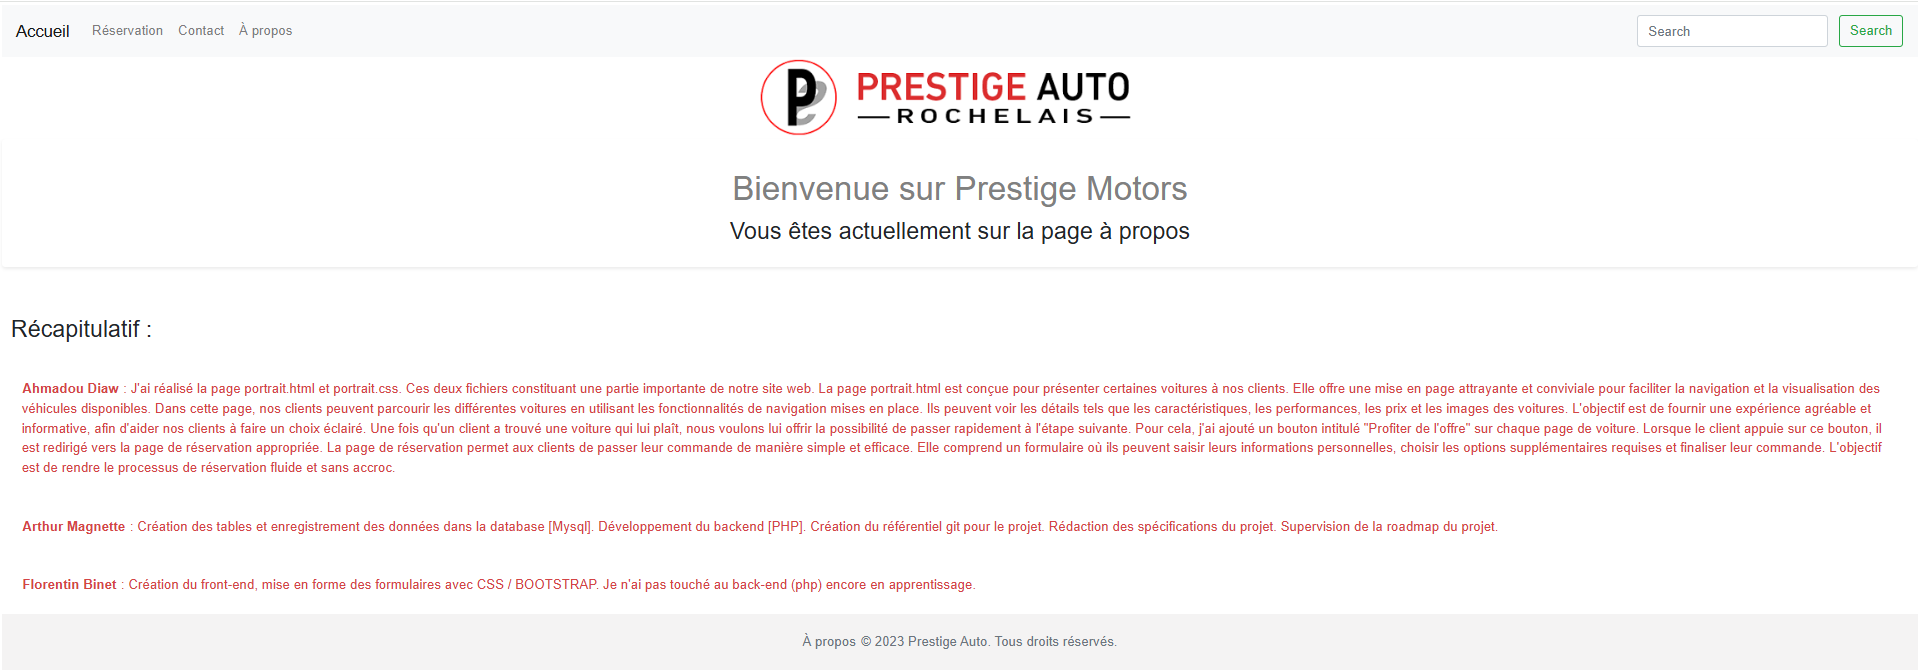 Accueil Réservation Contact À propos Search Search
PRESTIGE AUTO
ROCHELAIS
Bienvenue sur Prestige Motors
Vous êtes actuellement sur la page à propos
Récapitulatif :
Ahmadou Diaw : J'ai réalisé la page portrait.html et portrait.css. Ces deux fichiers constituant une partie importante de notre site web. La page portrait.html est conçue pour présenter certaines voitures à nos clients. Elle offre une mise en page attrayante et conviviale pour faciliter la navigation et la visualisation des
véhicules disponibles. Dans cette page, nos clients peuvent parcourir les différentes voitures en utilisant les fonctionnalités de navigation mises en place. Ils peuvent voir les détails tels que les caractéristiques, les performances, les prix et les images des voitures. L'objectif est de fournir une expérience agréable et
informative, afin d'aider nos clients à faire un choix éclairé. Une fois qu'un client a trouvé une voiture qui lui plaît, nous voulons lui offrir la possibilité de passer rapidement à l'étape suivante. Pour cela, j'ai ajouté un bouton intitulé "Profiter de l'offre" sur chaque page de voiture. Lorsque le client appuie sur ce bouton, il
est redirigé vers la page de réservation appropriée. La page de réservation permet aux clients de passer leur commande de manière simple et efficace. Elle comprend un formulaire où ils peuvent saisir leurs informations personnelles, choisir les options supplémentaires requises et finaliser leur commande. L'objectif
est de rendre le processus de réservation fluide et sans accroc.
Arthur Magnette : Création des tables et enregistrement des données dans la database [Mysql]. Développement du backend [PHP]. Création du référentiel git pour le projet. Rédaction des spécifications du projet. Supervision de la roadmap du projet.
Florentin Binet : Création du front-end, mise en forme des formulaires avec CSS / BOOTSTRAP. Je n'ai pas touché au back-end (php) encore en apprentissage.
À propos © 2023 Prestige Auto. Tous droits réservés.